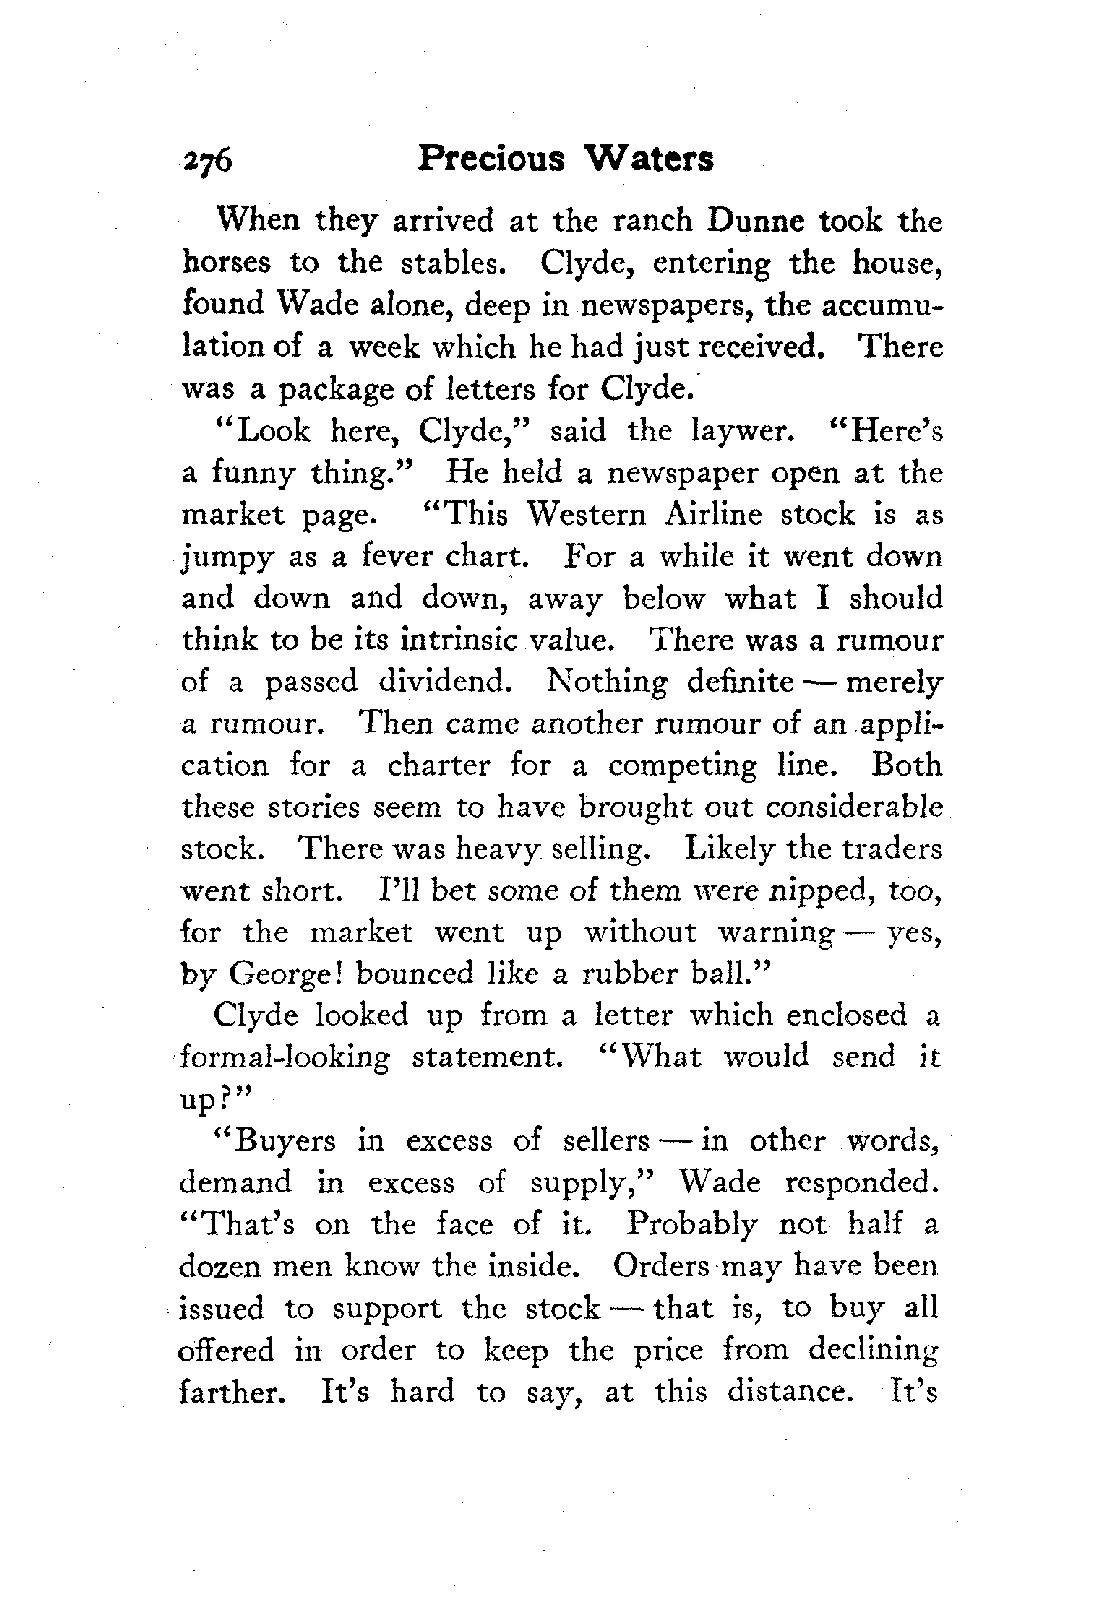 276 Precious Waters
When they arrived at the ranch Dunne took the
horses to the stables. Clyde, entering the house,
found Wade alone, deep in newspapers, the accumu-
lation of a week which he had just received. There
was a package of letters for Clyde.
"Look here, Clyde," said the laywer. "Here's
a funny thing." He held a newspaper open at the
market page. "This Western Airline stock is as
jumpy as a fever chart. For a while it went down
and down and down, away below what I should
think to be its intrinsic value. There was a rumour
of a passed dividend. Nothing definite — merely
a rumour. Then came another rumour of an appli-
cation for a charter for a competing line. Both
these stories seem to have brought out considerable
stock. There was heavy selling. Likely the traders
went short. I'll bet some of them were nipped, too,
for the market went up without warning — yes,
by George! bounced like a rubber ball."
Clyde looked up from a letter which enclosed a
formal-looking statement. "What would send it
up?"
"Buyers in excess of sellers — in other words,
demand in excess of supply," Wade responded.
"That's on the face of it. Probably not half a
dozen men know the inside. Orders may have been
issued to support the stock — that is, to buy all
offered in order to keep the price from declining
farther. It's hard to say, at this distance. It's